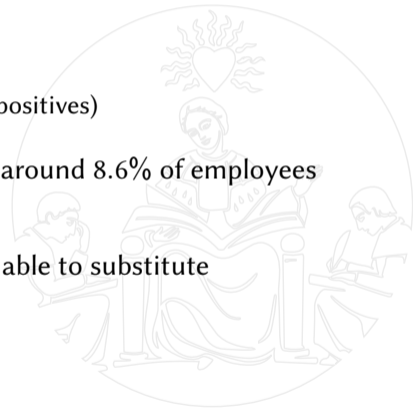 positives)
around 8.6% of employees
able to substitute